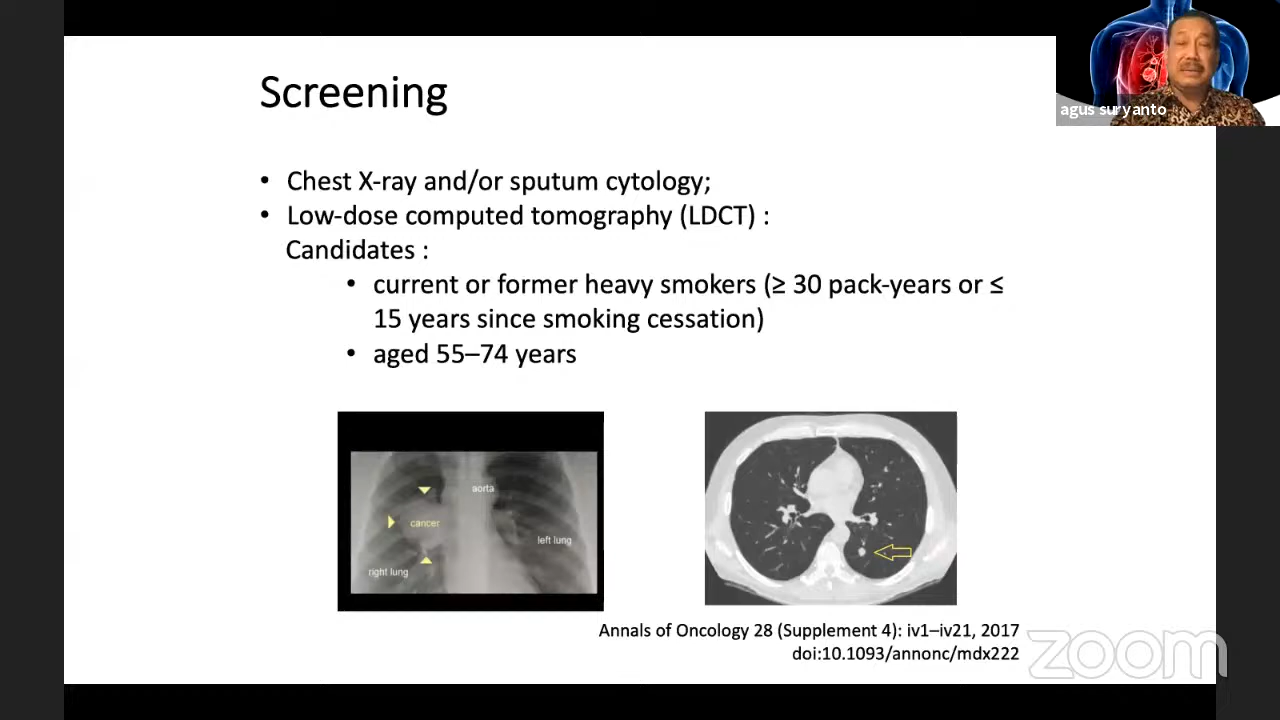 agus suryanto
Screening
• Chest X-ray and/or sputum cytology;
• Low-dose computed tomography (LDCT) :
Candidates :
• current or former heavy smokers (≥ 30 pack-years or ≤
15 years since smoking cessation)
• aged 55–74 years
aorta
cancer
left lung
right lung
Annals of Oncology 28 (Supplement 4): iv1–iv21, 2017
doi:10.1093/annonc/mdx222
zoom